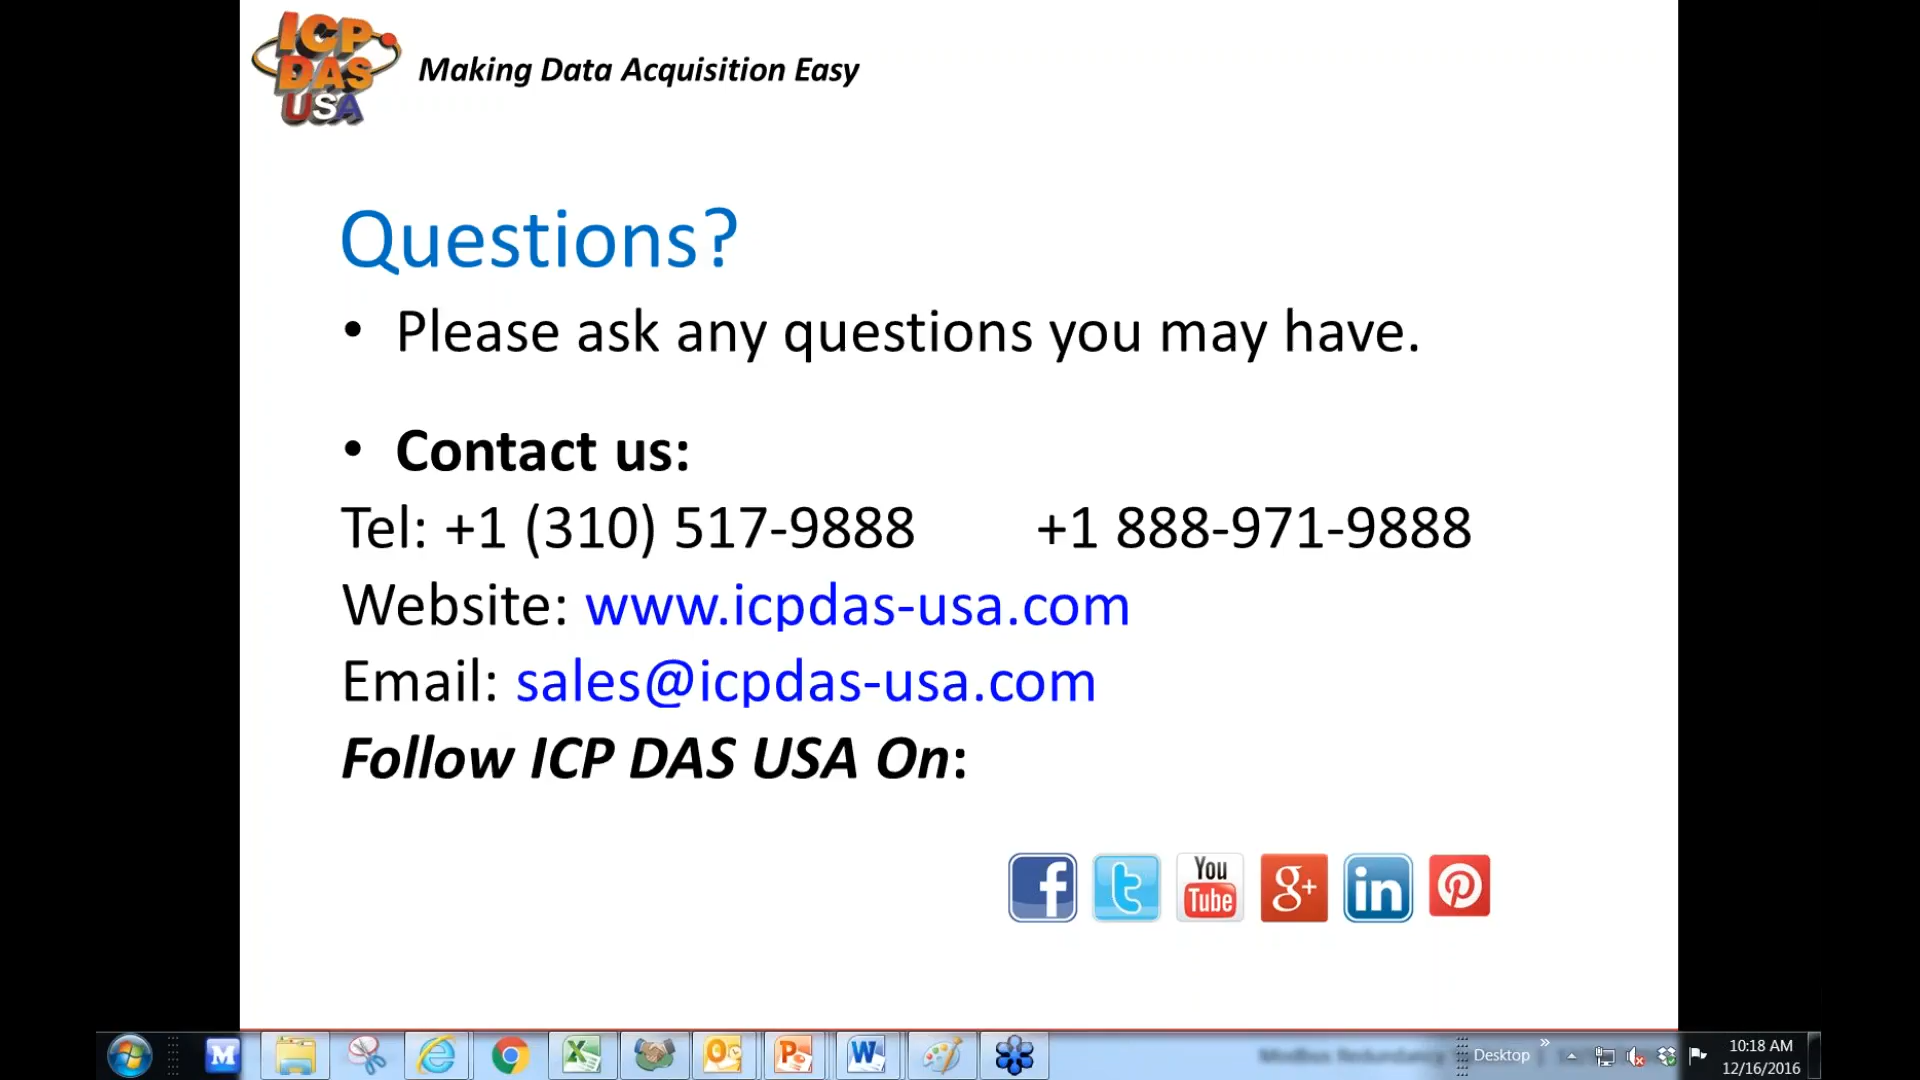 ICP
DAS
USA
Making Data Acquisition Easy
Questions?
• Please ask any questions you may have.
• Contact us:
Tel: +1 (310) 517-9888 +1 888-971-9888
Website: www.icpdas-usa.com
Email: sales@icpdas-usa.com
Follow ICP DAS USA On:
You
Tube
Desktop
10:18 AM
12/16/2016